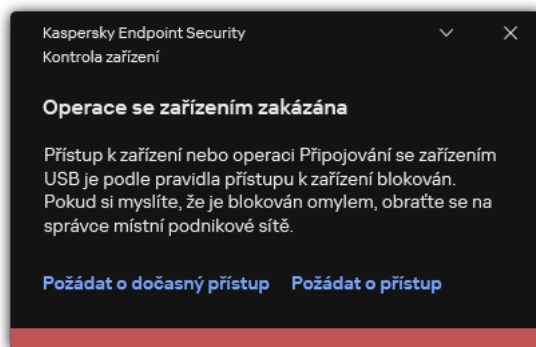 Kaspersky Endpoint Security
Kontrola zařízení
Operace se zařízením zakázána
Přístup k zařízení nebo operaci Připojování se zařízením
USB je podle pravidla přístupu k zařízení blokován.
Pokud si myslíte, že je blokován omylem, obraťte se na
správce místní podnikové sítě.
Požádat o dočasný přístup Požádat o přístup